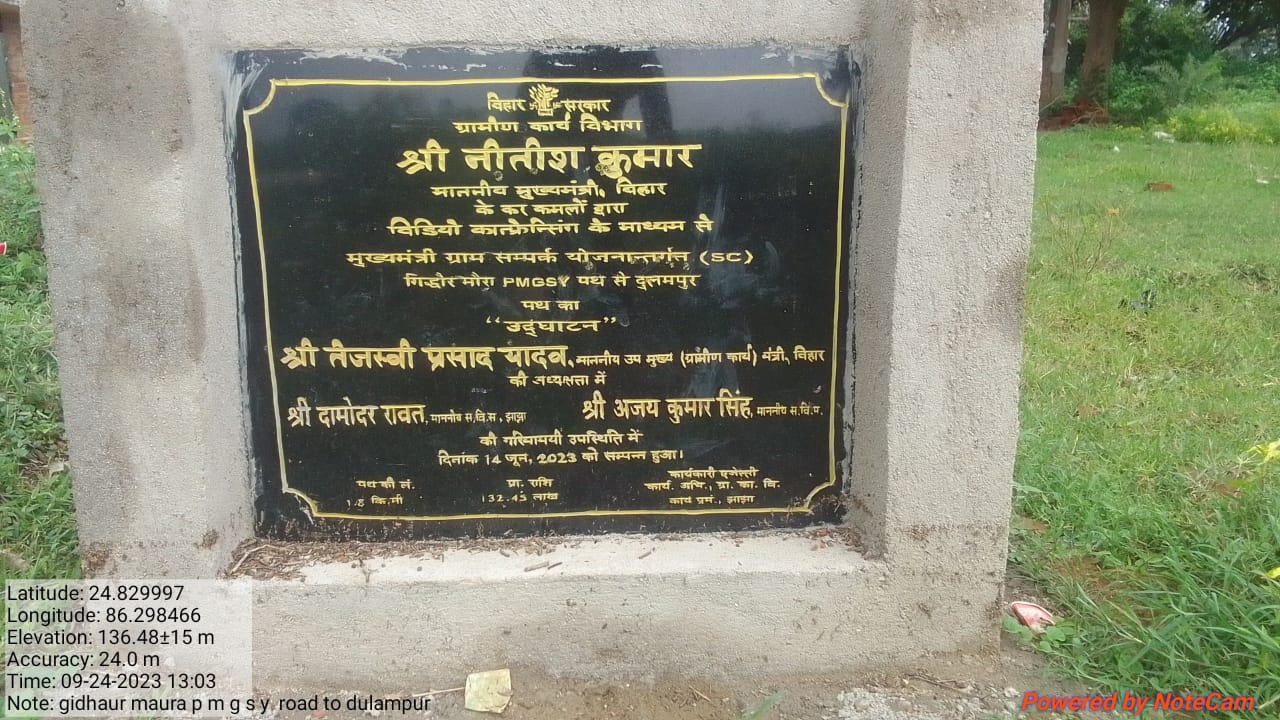 बिहार सरकार
ग्रामीण कार्य विभाग
श्री नीतीश कुमार
माननीय मुख्यमंत्री, बिहार
के कर कमलों द्वारा
विडियो कान्फ्रेन्सिंग के माध्यम से
मुख्यमंत्री ग्राम सम्पर्क योजनान्तर्गत (SC)
गिद्धौर मौरा PMGSY पथ से दुलमपुर
पथ का
“उद्घाटन”
श्री तेजस्वी प्रसाद यादव, माननीय उप मुख्य (ग्रामीण कार्य) मंत्री, बिहार
की अध्यक्षता में
श्री दामोदर रावत, माननीय स.वि.स., झाझा श्री अजय कुमार सिंह, माननीय स.वि.प.
की गरिमामयी उपस्थिति में
दिनांक 14 जून, 2023 को सम्पन्न हुआ।
पथ की लं. प्रा. राशि कार्यकारी एजेन्सी
1.8 कि.मी 132.45 लाख कार्य. अभि., ग्रा. का. वि.
कार्य प्रमं., झाझा
Latitude: 24.829997
Longitude: 86.298466
Elevation: 136.48±15 m
Accuracy: 24.0 m
Time: 09-24-2023 13:03
Note: gidhaur maura p m g s y road to dulampur
Powered by NoteCam